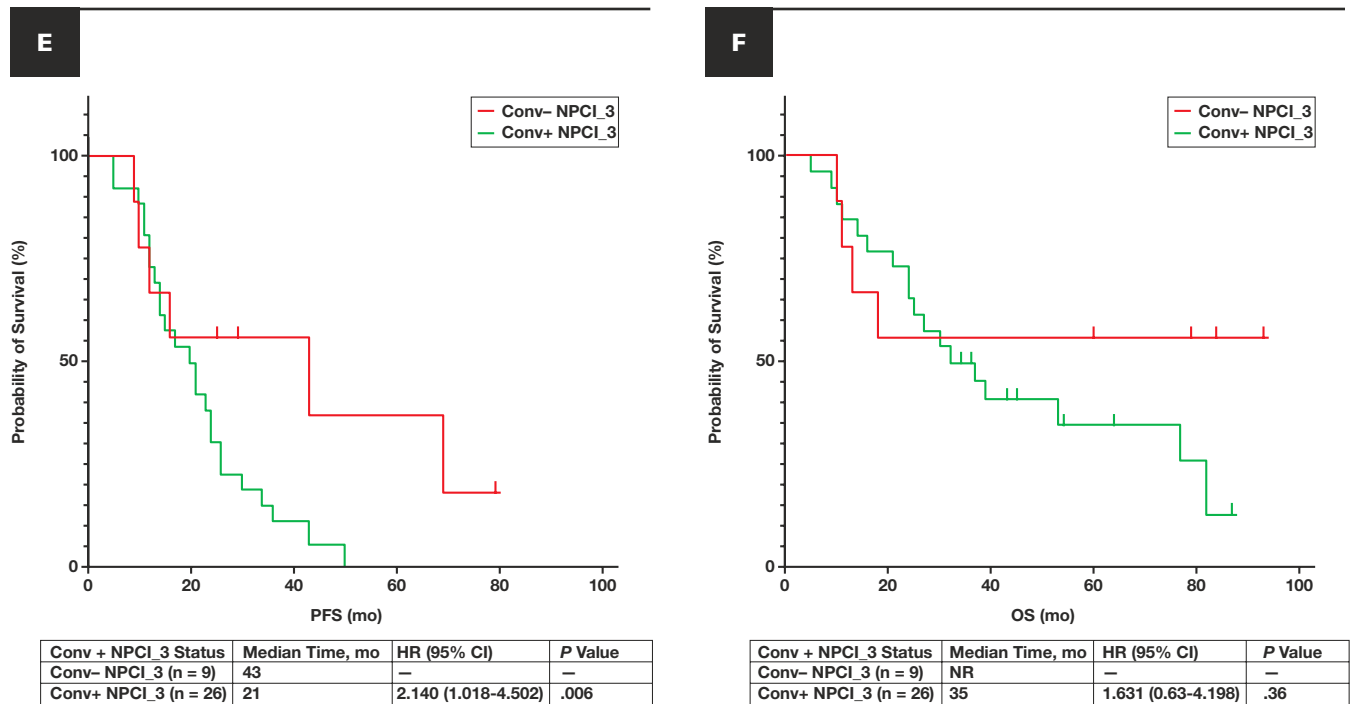 E
Conv– NPCI_3
Conv+ NPCI_3
100
50
0
Probability of Survival (%)
0 20 40 60 80 100
PFS (mo)
Conv + NPCI_3 Status Median Time, mo HR (95% CI) P Value
Conv– NPCI_3 (n = 9) 43 — —
Conv+ NPCI_3 (n = 26) 21 2.140 (1.018-4.502) .006
F
Conv– NPCI_3
Conv+ NPCI_3
100
50
0
Probability of Survival (%)
0 20 40 60 80 100
OS (mo)
Conv + NPCI_3 Status Median Time, mo HR (95% CI) P Value
Conv– NPCI_3 (n = 9) NR — —
Conv+ NPCI_3 (n = 26) 35 1.631 (0.63-4.198) .36